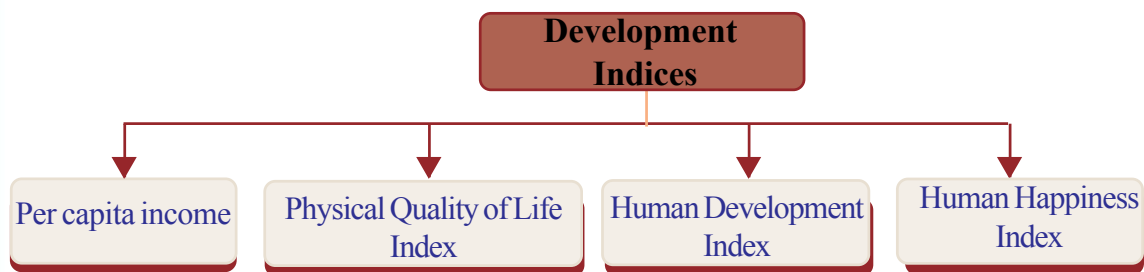 Development
Indices
Per capita income
Physical Quality of Life
Index
Human Development
Index
Human Happiness
Index